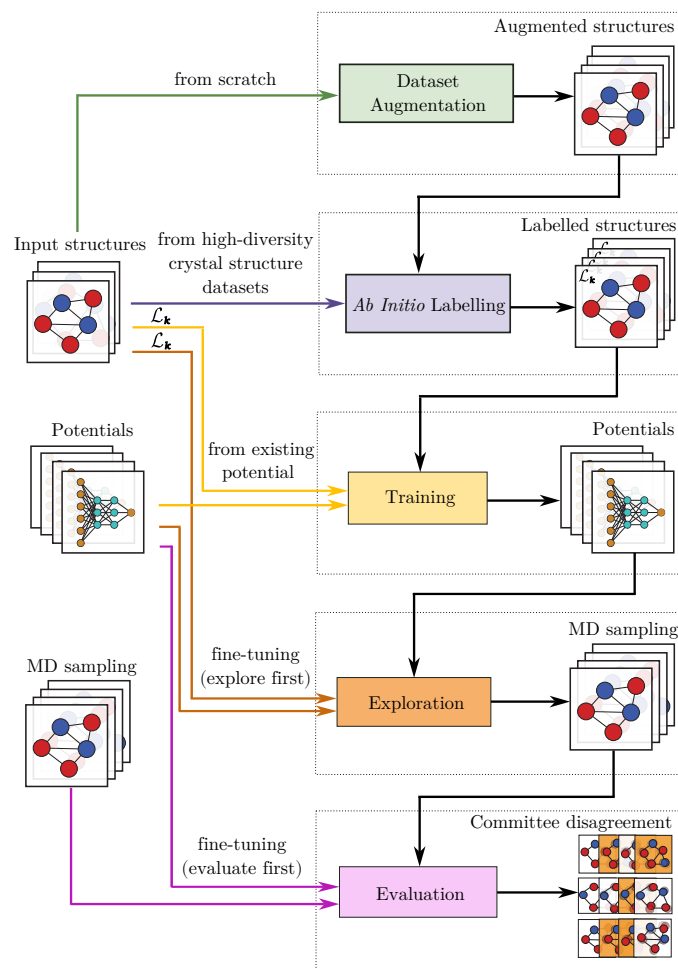 Augmented structures
from scratch
Dataset
Augmentation
Input structures
from high-diversity
crystal structure
datasets
Labelled structures
Ab Initio Labelling
ℒ
ℒ
ℒ
ℒₖ
ℒₖ
ℒₖ
Potentials
from existing
potential
Training
Potentials
MD sampling
fine-tuning
(explore first)
Exploration
MD sampling
fine-tuning
(evaluate first)
Evaluation
Committee disagreement